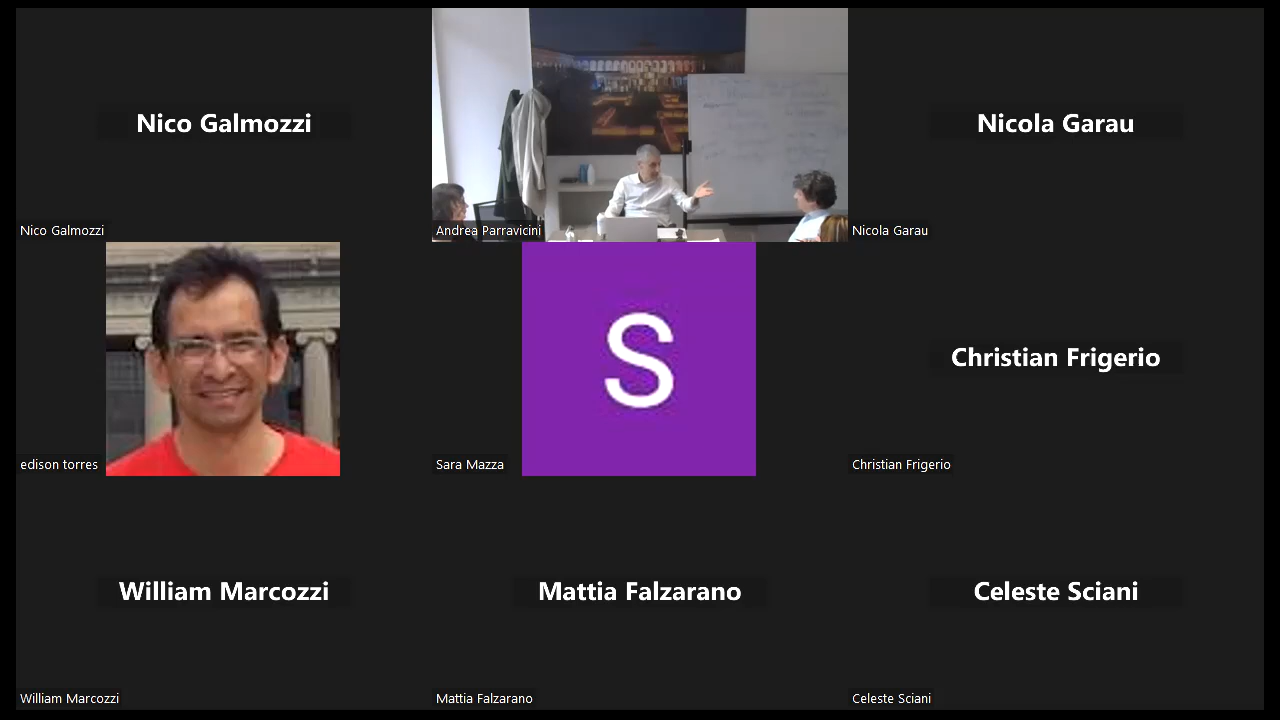 Nico Galmozzi
Nicola Garau
Nico Galmozzi
Andrea Parravicini
Nicola Garau
S
Christian Frigerio
edison torres
Sara Mazza
Christian Frigerio
William Marcozzi
Mattia Falzarano
Celeste Sciani
William Marcozzi
Mattia Falzarano
Celeste Sciani